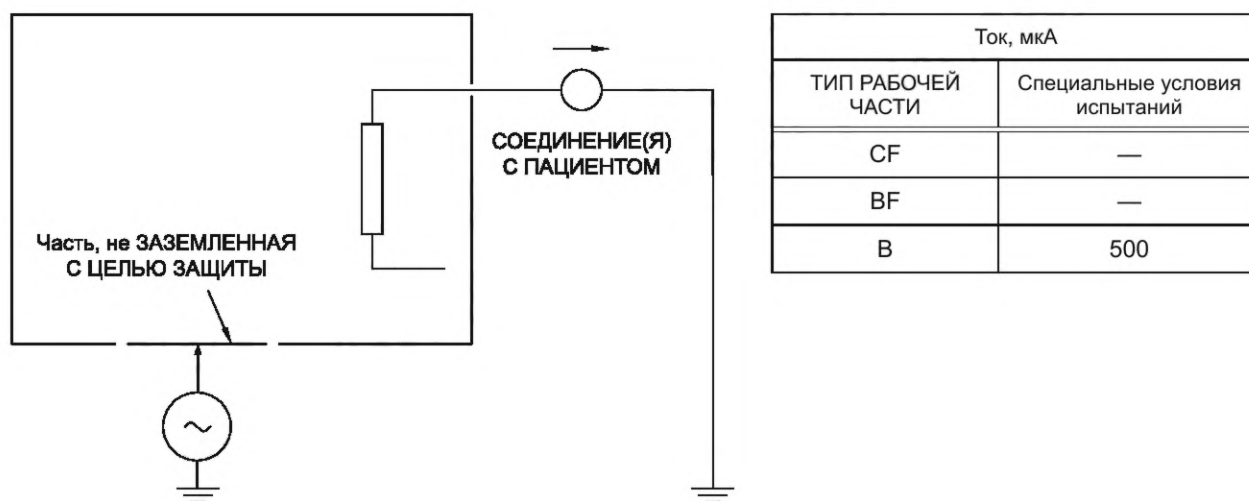 СОЕДИНЕНИЕ(Я)
С ПАЦИЕНТОМ
Часть, не ЗАЗЕМЛЕННАЯ
С ЦЕЛЬЮ ЗАЩИТЫ
Ток, мкА
ТИП РАБОЧЕЙ
ЧАСТИ
Специальные условия
испытаний
CF —
BF —
B 500